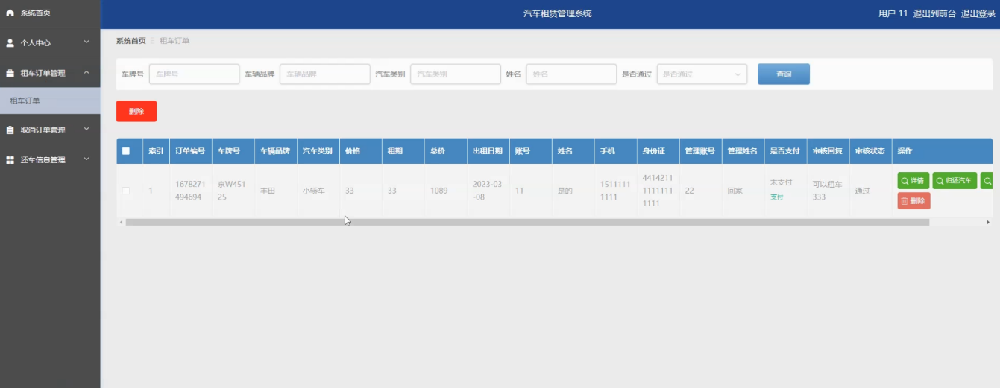 系统首页
汽车租赁管理系统
用户 11 退出到前台 退出登录
个人中心
租车订单管理
租车订单
取消订单管理
还车信息管理
系统首页 租车订单
车牌号 车牌号 车辆品牌 车辆品牌 汽车类别 汽车类别 姓名 姓名 是否通过 是否通过 查询
删除
索引 订单编号 车牌号 车辆品牌 汽车类别 价格 租期 总价 出租日期 账号 姓名 手机 身份证 管理账号 管理姓名 是否支付 审核回复 审核状态 操作
1
1678271
494694
京W451
25
丰田
小轿车
33
33
1089
2023-03
-08
11
是的
1511111
1111
4414211
1111111
1111
22
回家
未支付
支付
可以租车
333
通过
详情 归还汽车
删除